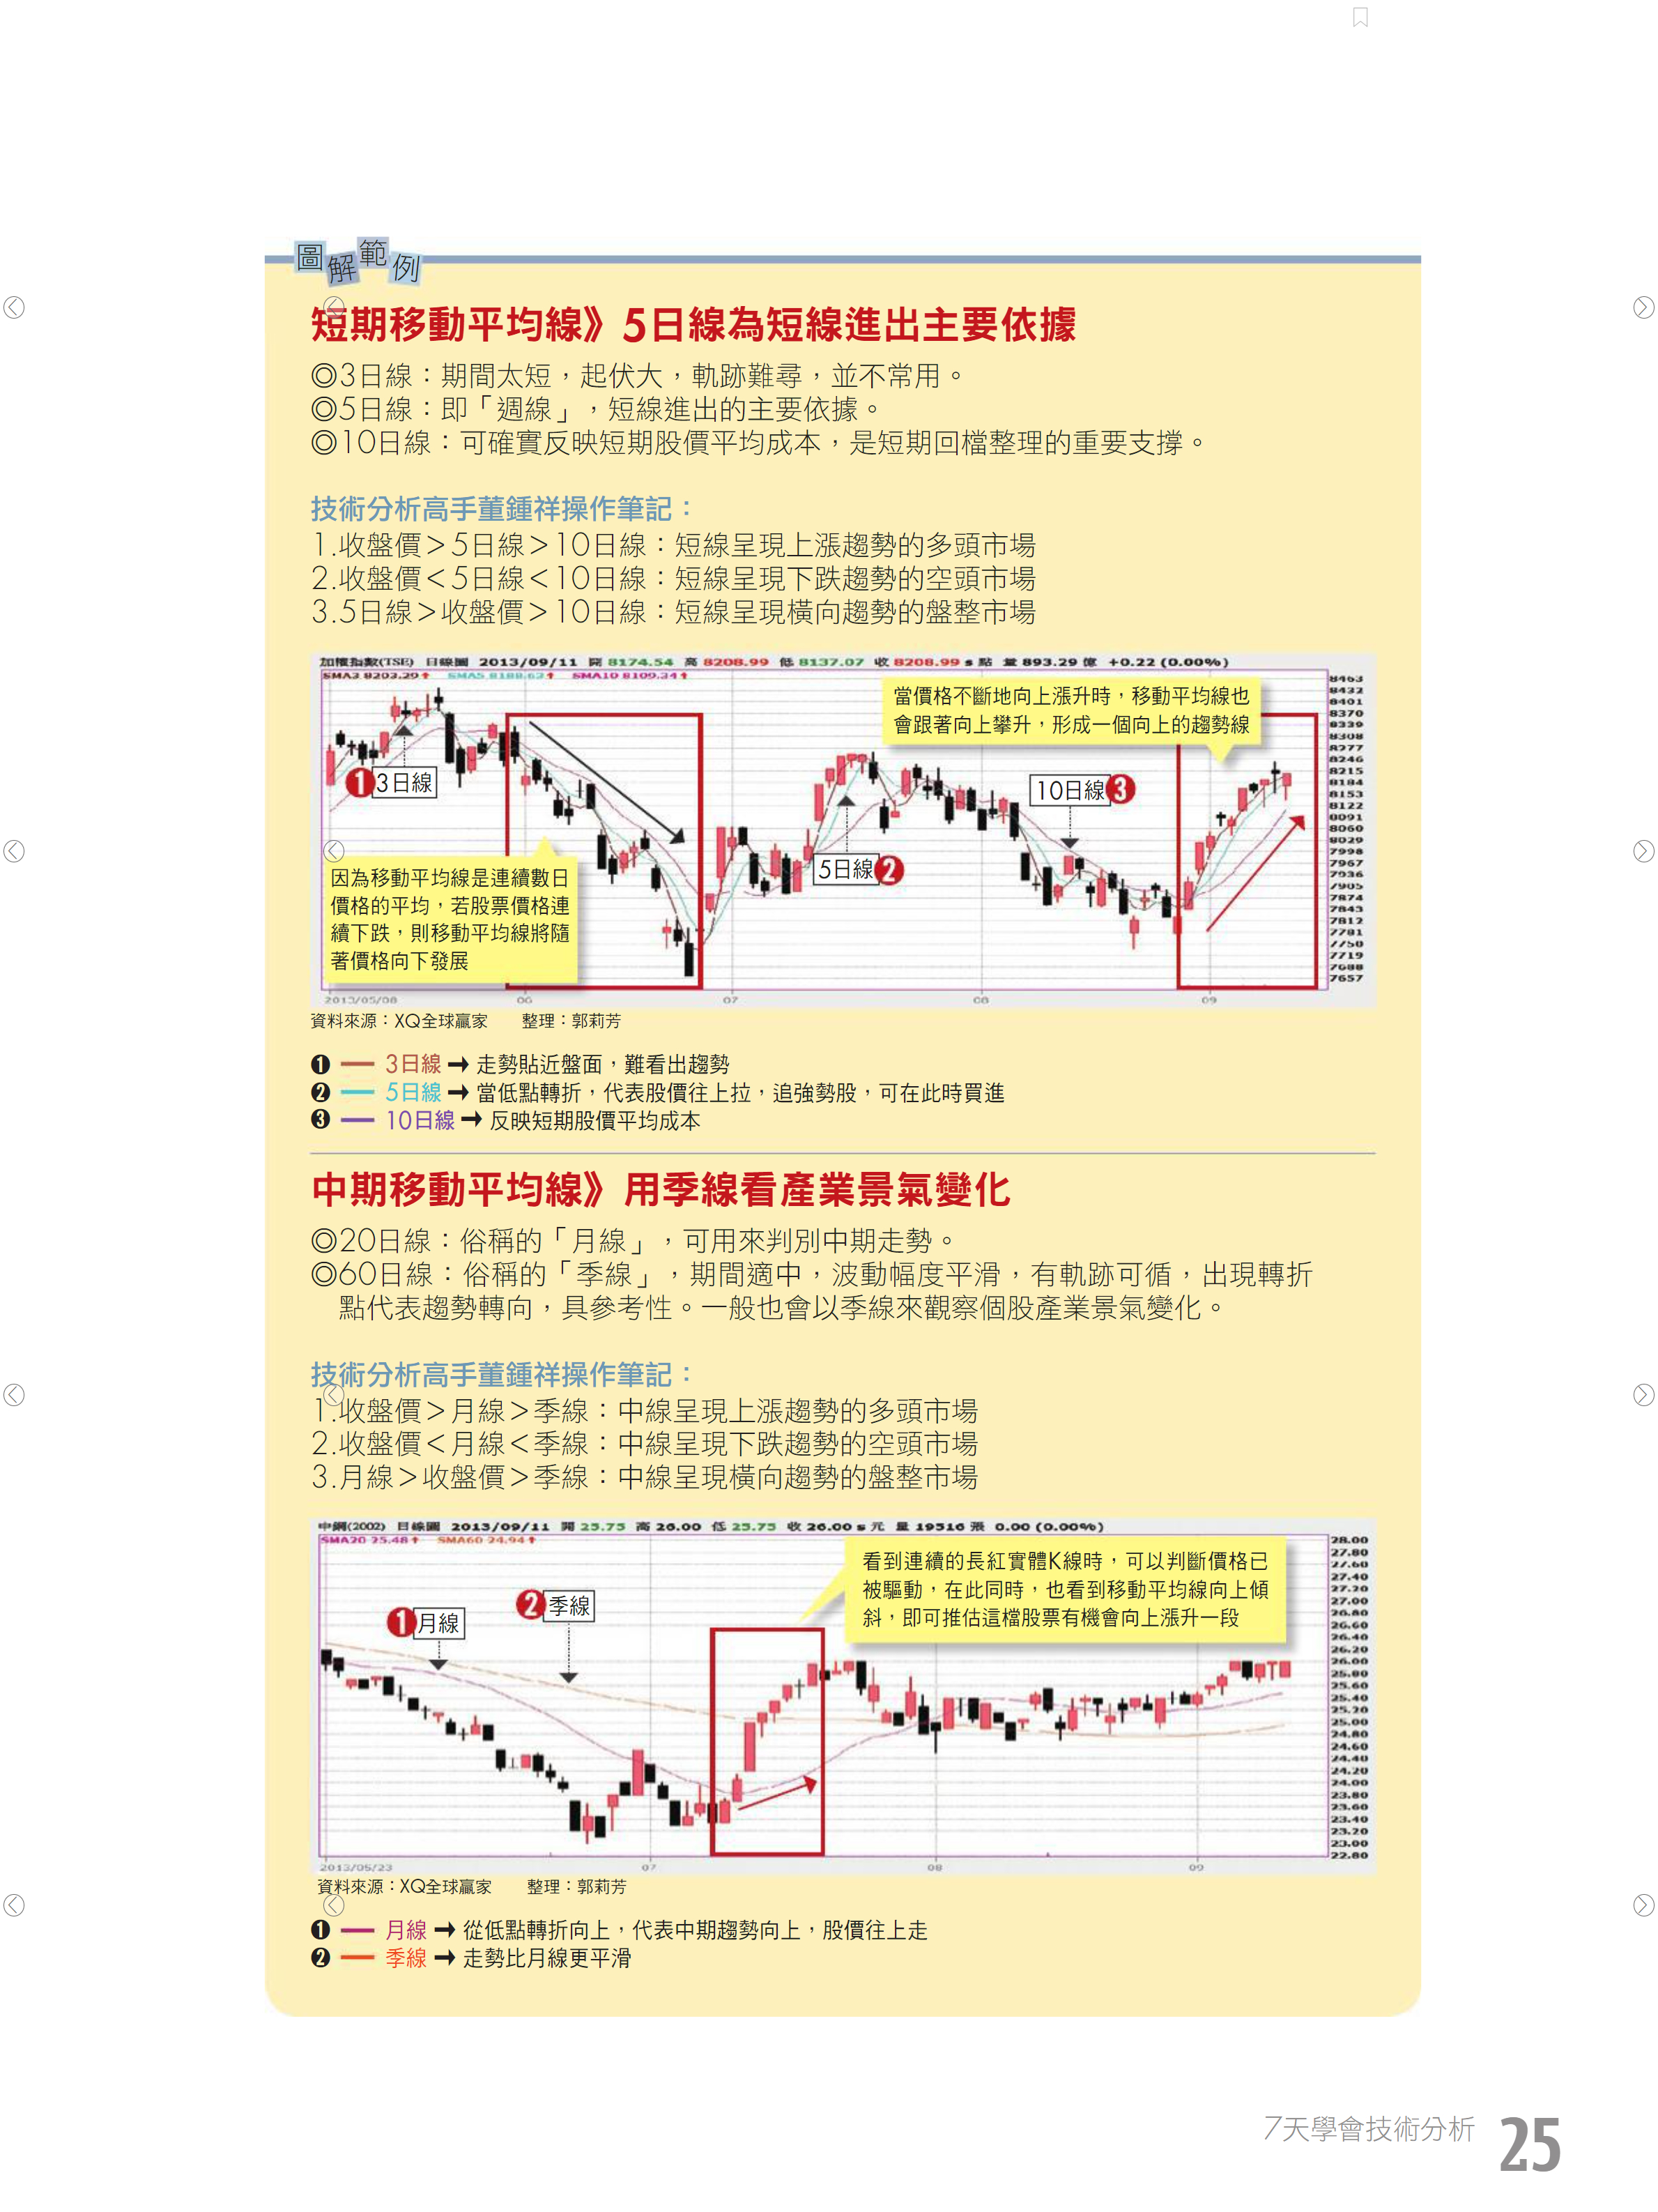 圖解範例
短期移動平均線》5日線為短線進出主要依據
◎3日線：期間太短，起伏大，軌跡難尋，並不常用。
◎5日線：即「週線」，短線進出的主要依據。
◎10日線：可確實反映短期股價平均成本，是短期回檔整理的重要支撐。
技術分析高手董鍾祥操作筆記：
1.收盤價＞5日線＞10日線：短線呈現上漲趨勢的多頭市場
2.收盤價＜5日線＜10日線：短線呈現下跌趨勢的空頭市場
3.5日線＞收盤價＞10日線：短線呈現橫向趨勢的盤整市場
加權指數(TSE) 日線圖 2013/09/11 開 8174.54 高 8208.99 低 8137.07 收 8208.99 s 點 量 893.29 億 +0.22 (0.00%)
SMA3 8203.29↑ SMA5 8188.62↑ SMA10 8109.34↑
當價格不斷地向上漲升時，移動平均線也
會跟著向上攀升，形成一個向上的趨勢線
❶3日線
10日線❸
5日線❷
因為移動平均線是連續數日
價格的平均，若股票價格連
續下跌，則移動平均線將隨
著價格向下發展
8463
8432
8401
8370
8339
8308
8277
8246
8215
8184
8153
8122
8091
8060
8029
7998
7967
7936
7905
7874
7843
7812
7781
7750
7719
7688
7657
2013/05/08 06 07 08 09
資料來源：XQ全球贏家 整理：郭莉芳
❶ — 3日線 → 走勢貼近盤面，難看出趨勢
❷ — 5日線 → 當低點轉折，代表股價往上拉，追強勢股，可在此時買進
❸ — 10日線 → 反映短期股價平均成本
中期移動平均線》用季線看產業景氣變化
◎20日線：俗稱的「月線」，可用來判別中期走勢。
◎60日線：俗稱的「季線」，期間適中，波動幅度平滑，有軌跡可循，出現轉折
點代表趨勢轉向，具參考性。一般也會以季線來觀察個股產業景氣變化。
技術分析高手董鍾祥操作筆記：
1.收盤價＞月線＞季線：中線呈現上漲趨勢的多頭市場
2.收盤價＜月線＜季線：中線呈現下跌趨勢的空頭市場
3.月線＞收盤價＞季線：中線呈現橫向趨勢的盤整市場
中鋼(2002) 日線圖 2013/09/11 開 25.75 高 26.00 低 25.75 收 26.00 s 元 量 19516 張 0.00 (0.00%)
SMA20 25.48↑ SMA60 24.94↑
看到連續的長紅實體K線時，可以判斷價格已
被驅動，在此同時，也看到移動平均線向上傾
斜，即可推估這檔股票有機會向上漲升一段
❶月線
❷季線
28.00
27.80
27.60
27.40
27.20
27.00
26.80
26.60
26.40
26.20
26.00
25.80
25.60
25.40
25.20
25.00
24.80
24.60
24.40
24.20
24.00
23.80
23.60
23.40
23.20
23.00
22.80
2013/05/23 07 08 09
資料來源：XQ全球贏家 整理：郭莉芳
❶ — 月線 → 從低點轉折向上，代表中期趨勢向上，股價往上走
❷ — 季線 → 走勢比月線更平滑
7天學會技術分析 25